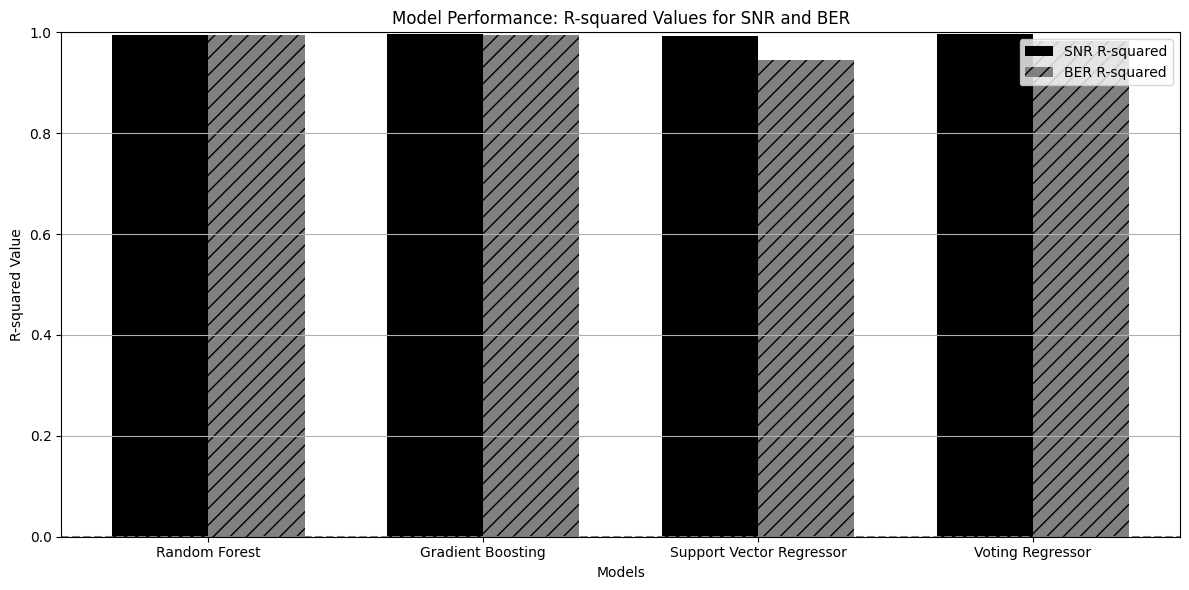 Model Performance: R-squared Values for SNR and BER
SNR R-squared
BER R-squared
R-squared Value
1.0
0.8
0.6
0.4
0.2
0.0
Random Forest
Gradient Boosting
Support Vector Regressor
Voting Regressor
Models